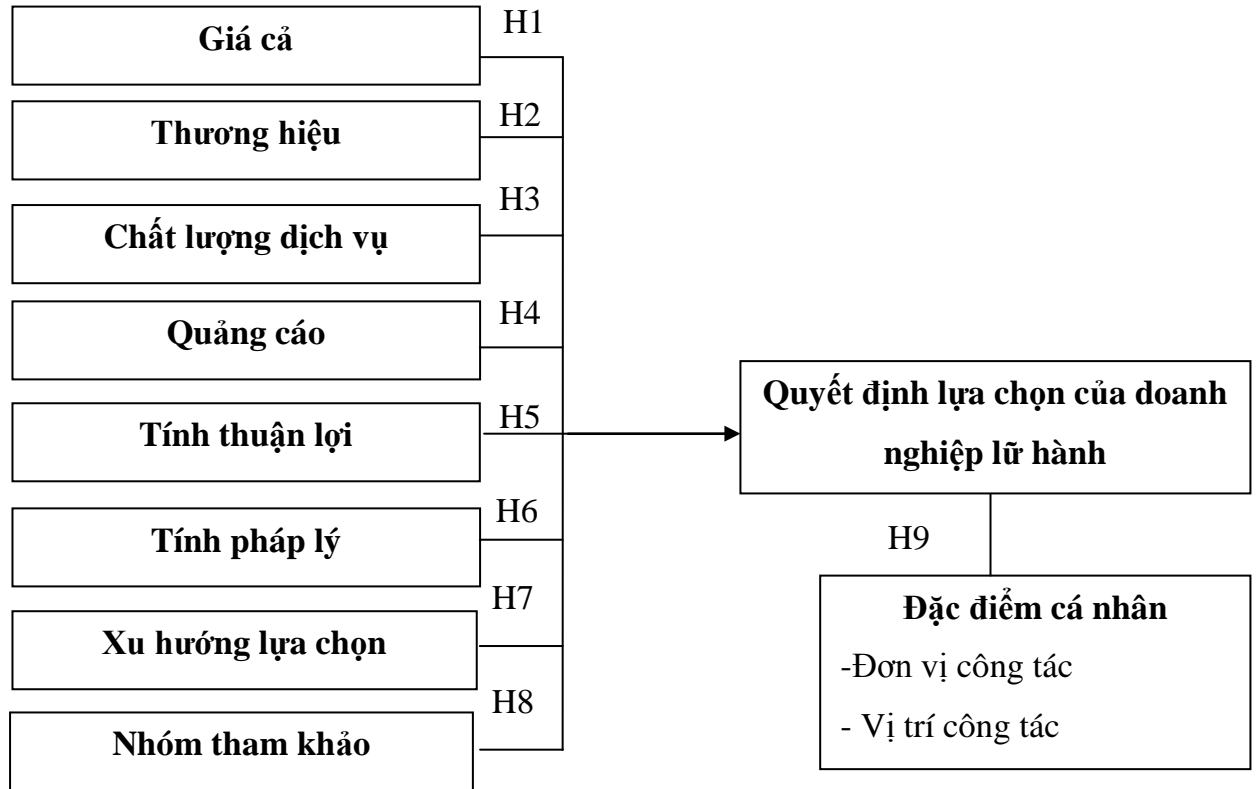 Giá cả
H1
Thương hiệu
H2
Chất lượng dịch vụ
H3
Quảng cáo
H4
Tính thuận lợi
H5
Tính pháp lý
H6
Xu hướng lựa chọn
H7
Nhóm tham khảo
H8
Quyết định lựa chọn của doanh
nghiệp lữ hành
H9
Đặc điểm cá nhân
-Đơn vị công tác
- Vị trí công tác